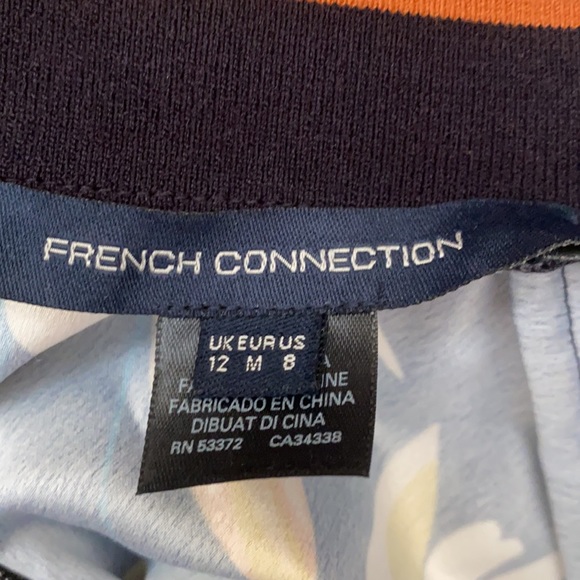 FRENCH CONNECTION
UK EUR US
12 M 8
FABRICADO EN CHINA
DIBUAT DI CINA
RN 53372 CA34338